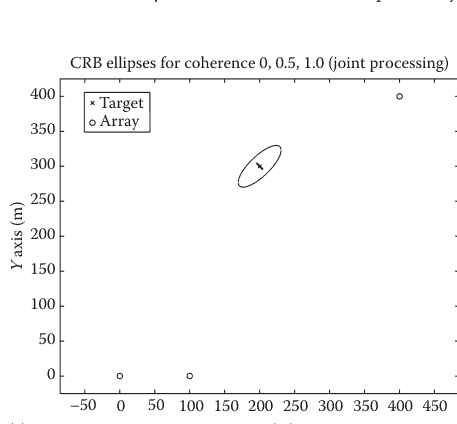 CRB ellipses for coherence 0, 0.5, 1.0 (joint processing)
400
350
300
250
200
150
100
50
0
Y axis (m)
Target
Array
−50 0 50 100 150 200 250 300 350 400 450